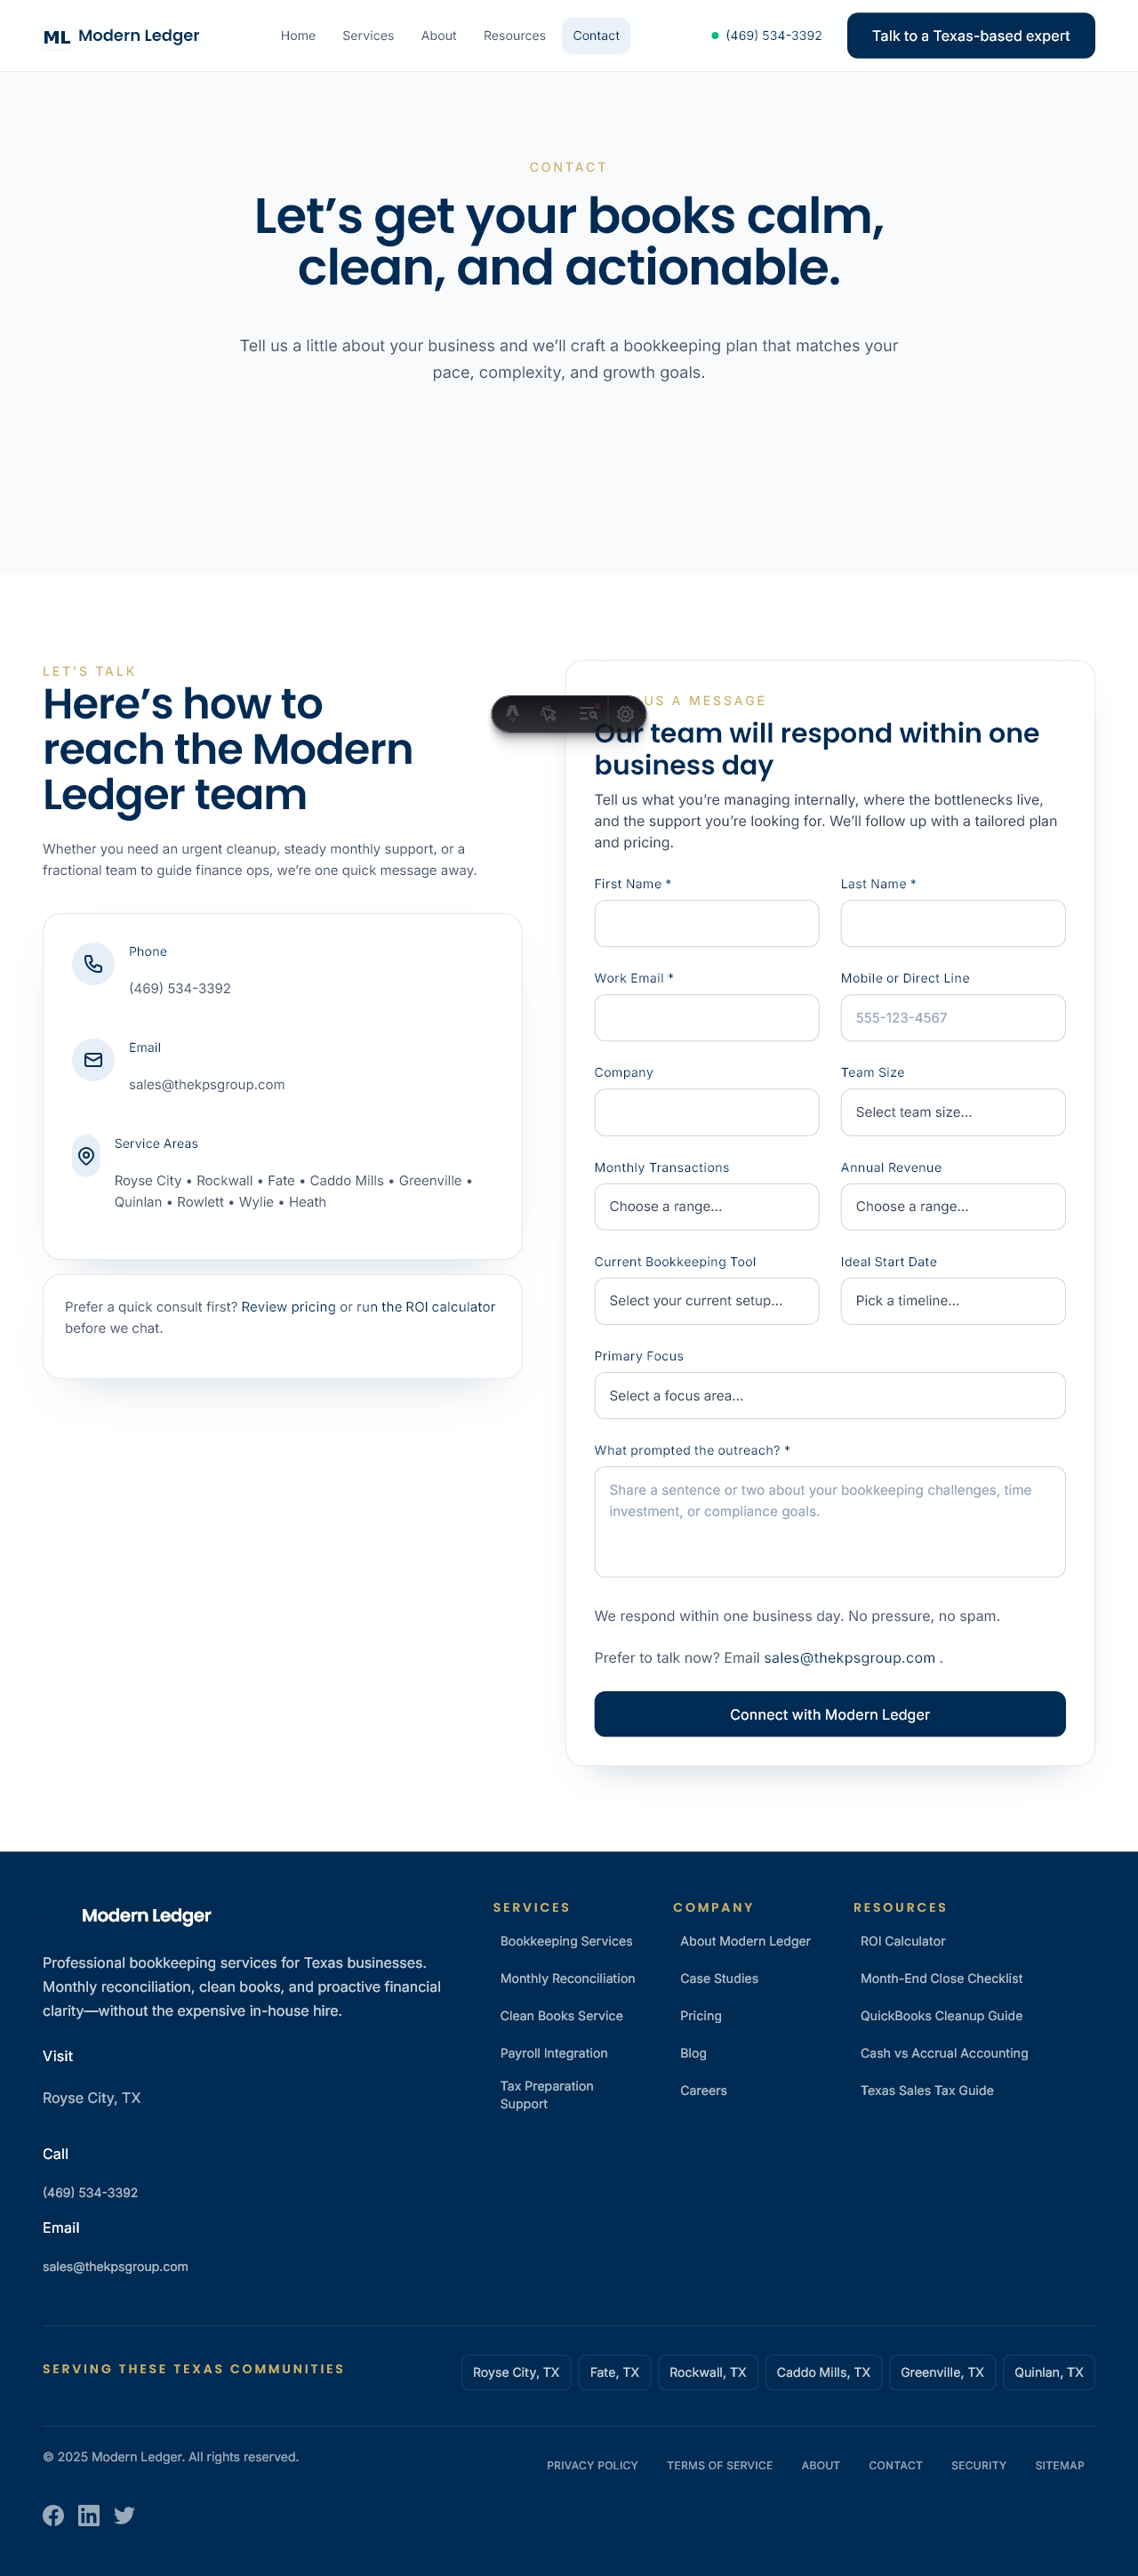 ML Modern Ledger
Home
Services
About
Resources
Contact
(469) 534-3392
Talk to a Texas-based expert
CONTACT
Let’s get your books calm,
clean, and actionable.
Tell us a little about your business and we’ll craft a bookkeeping plan that matches your
pace, complexity, and growth goals.
LET’S TALK
Here’s how to
reach the Modern
Ledger team
Whether you need an urgent cleanup, steady monthly support, or a
fractional team to guide finance ops, we’re one quick message away.
Phone
(469) 534-3392
Email
sales@thekpsgroup.com
Service Areas
Royse City • Rockwall • Fate • Caddo Mills • Greenville •
Quinlan • Rowlett • Wylie • Heath
Prefer a quick consult first? Review pricing or run the ROI calculator
before we chat.
US A MESSAGE
Our team will respond within one
business day
Tell us what you’re managing internally, where the bottlenecks live,
and the support you’re looking for. We’ll follow up with a tailored plan
and pricing.
First Name *
Last Name *
Work Email *
Mobile or Direct Line
555-123-4567
Company
Team Size
Select team size...
Monthly Transactions
Annual Revenue
Choose a range...
Choose a range...
Current Bookkeeping Tool
Ideal Start Date
Select your current setup...
Pick a timeline...
Primary Focus
Select a focus area...
What prompted the outreach? *
Share a sentence or two about your bookkeeping challenges, time
investment, or compliance goals.
We respond within one business day. No pressure, no spam.
Prefer to talk now? Email sales@thekpsgroup.com .
Connect with Modern Ledger
Modern Ledger
Professional bookkeeping services for Texas businesses.
Monthly reconciliation, clean books, and proactive financial
clarity—without the expensive in-house hire.
Visit
Royse City, TX
Call
(469) 534-3392
Email
sales@thekpsgroup.com
SERVICES
Bookkeeping Services
Monthly Reconciliation
Clean Books Service
Payroll Integration
Tax Preparation
Support
COMPANY
About Modern Ledger
Case Studies
Pricing
Blog
Careers
RESOURCES
ROI Calculator
Month-End Close Checklist
QuickBooks Cleanup Guide
Cash vs Accrual Accounting
Texas Sales Tax Guide
SERVING THESE TEXAS COMMUNITIES
Royse City, TX
Fate, TX
Rockwall, TX
Caddo Mills, TX
Greenville, TX
Quinlan, TX
© 2025 Modern Ledger. All rights reserved.
PRIVACY POLICY
TERMS OF SERVICE
ABOUT
CONTACT
SECURITY
SITEMAP